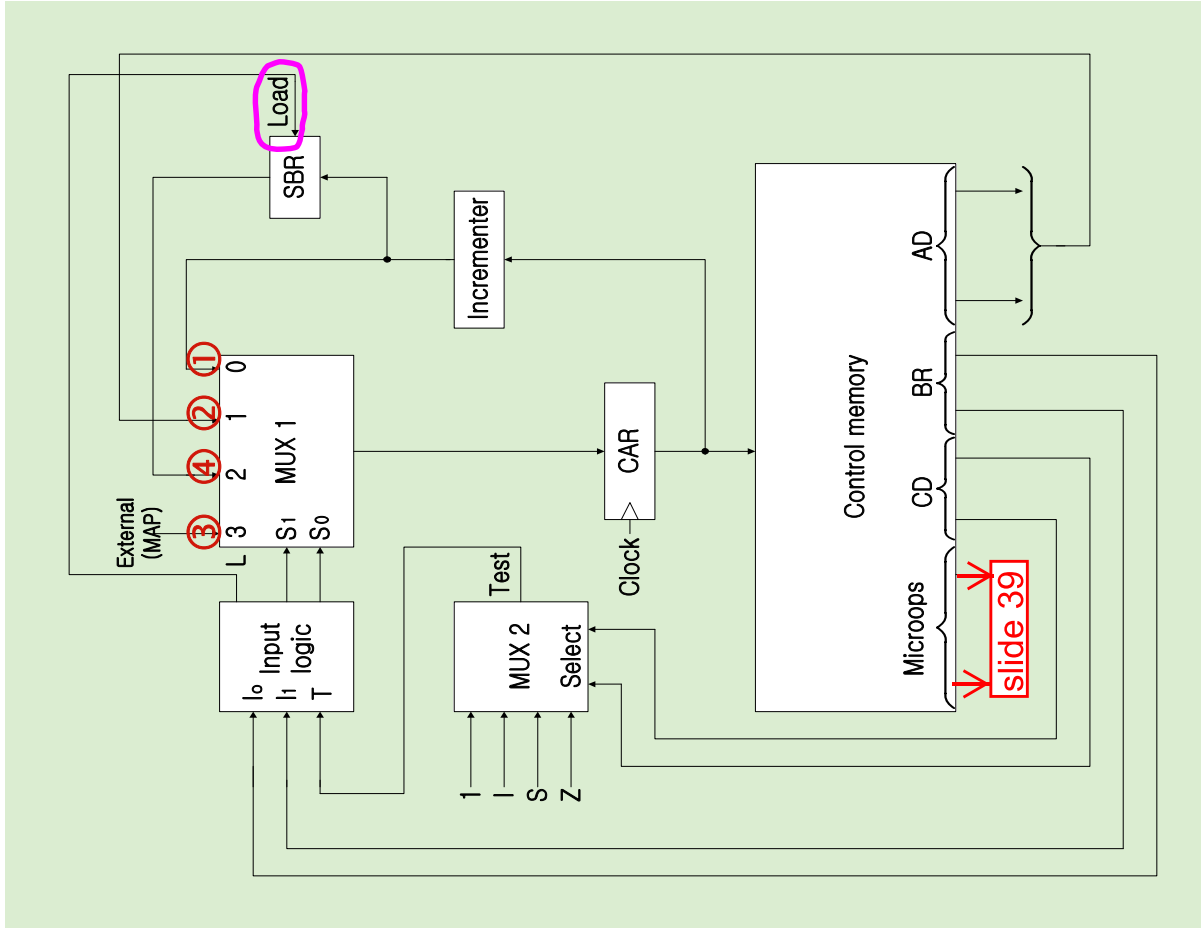 Load
SBR
Incrementer
① ② ④ ③
0 1 2 3
MUX 1
S1
S0
L
External
(MAP)
CAR
Clock
Control memory
AD
BR
CD
Microops
slide 39
Test
MUX 2
Select
1
I
S
Z
I0
I1
T
Input
logic